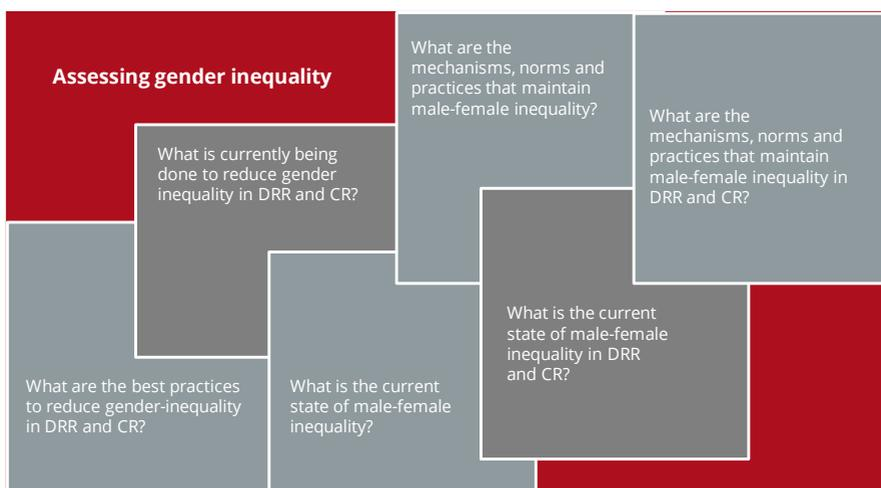 Assessing gender inequality
What are the
mechanisms, norms and
practices that maintain
male-female inequality?
What are the
mechanisms, norms and
practices that maintain
male-female inequality in
DRR and CR?
What is currently being
done to reduce gender
inequality in DRR and CR?
What is the current
state of male-female
inequality in DRR
and CR?
What are the best practices
to reduce gender-inequality
in DRR and CR?
What is the current
state of male-female
inequality?